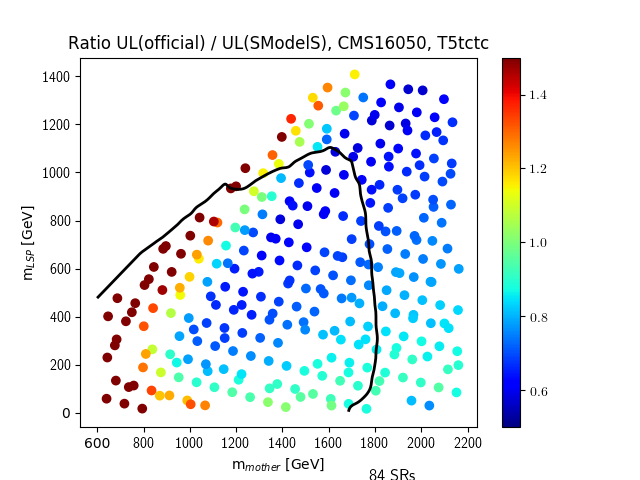 Ratio UL(official) / UL(SModelS), CMS16050, T5tctc
1400
1200
1000
800
600
400
200
0
m_LSP [GeV]
600 800 1000 1200 1400 1600 1800 2000 2200
m_mother [GeV]
84 SRs
1.4
1.2
1.0
0.8
0.6